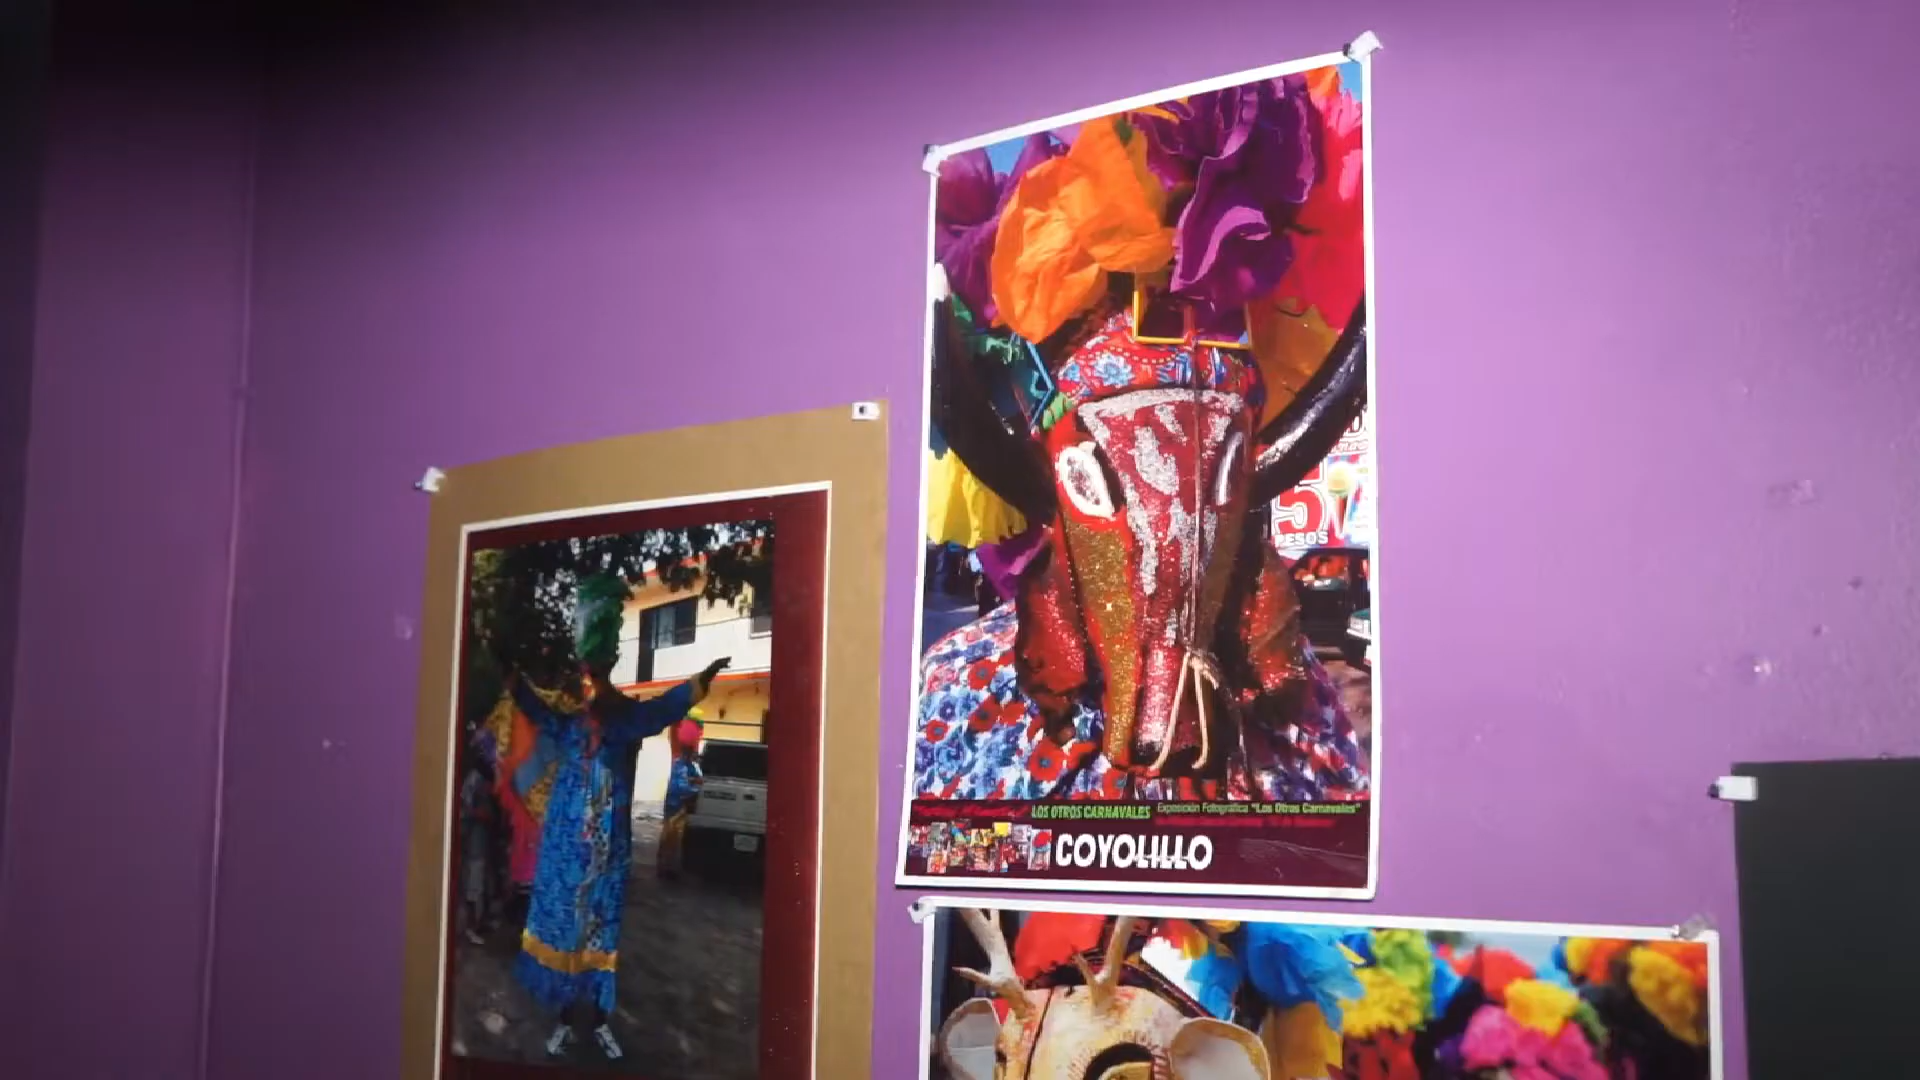 5
PESOS
LOS OTROS CARNAVALES Exposición Fotográfica "Los Otros Carnavales"
COYOLILLO